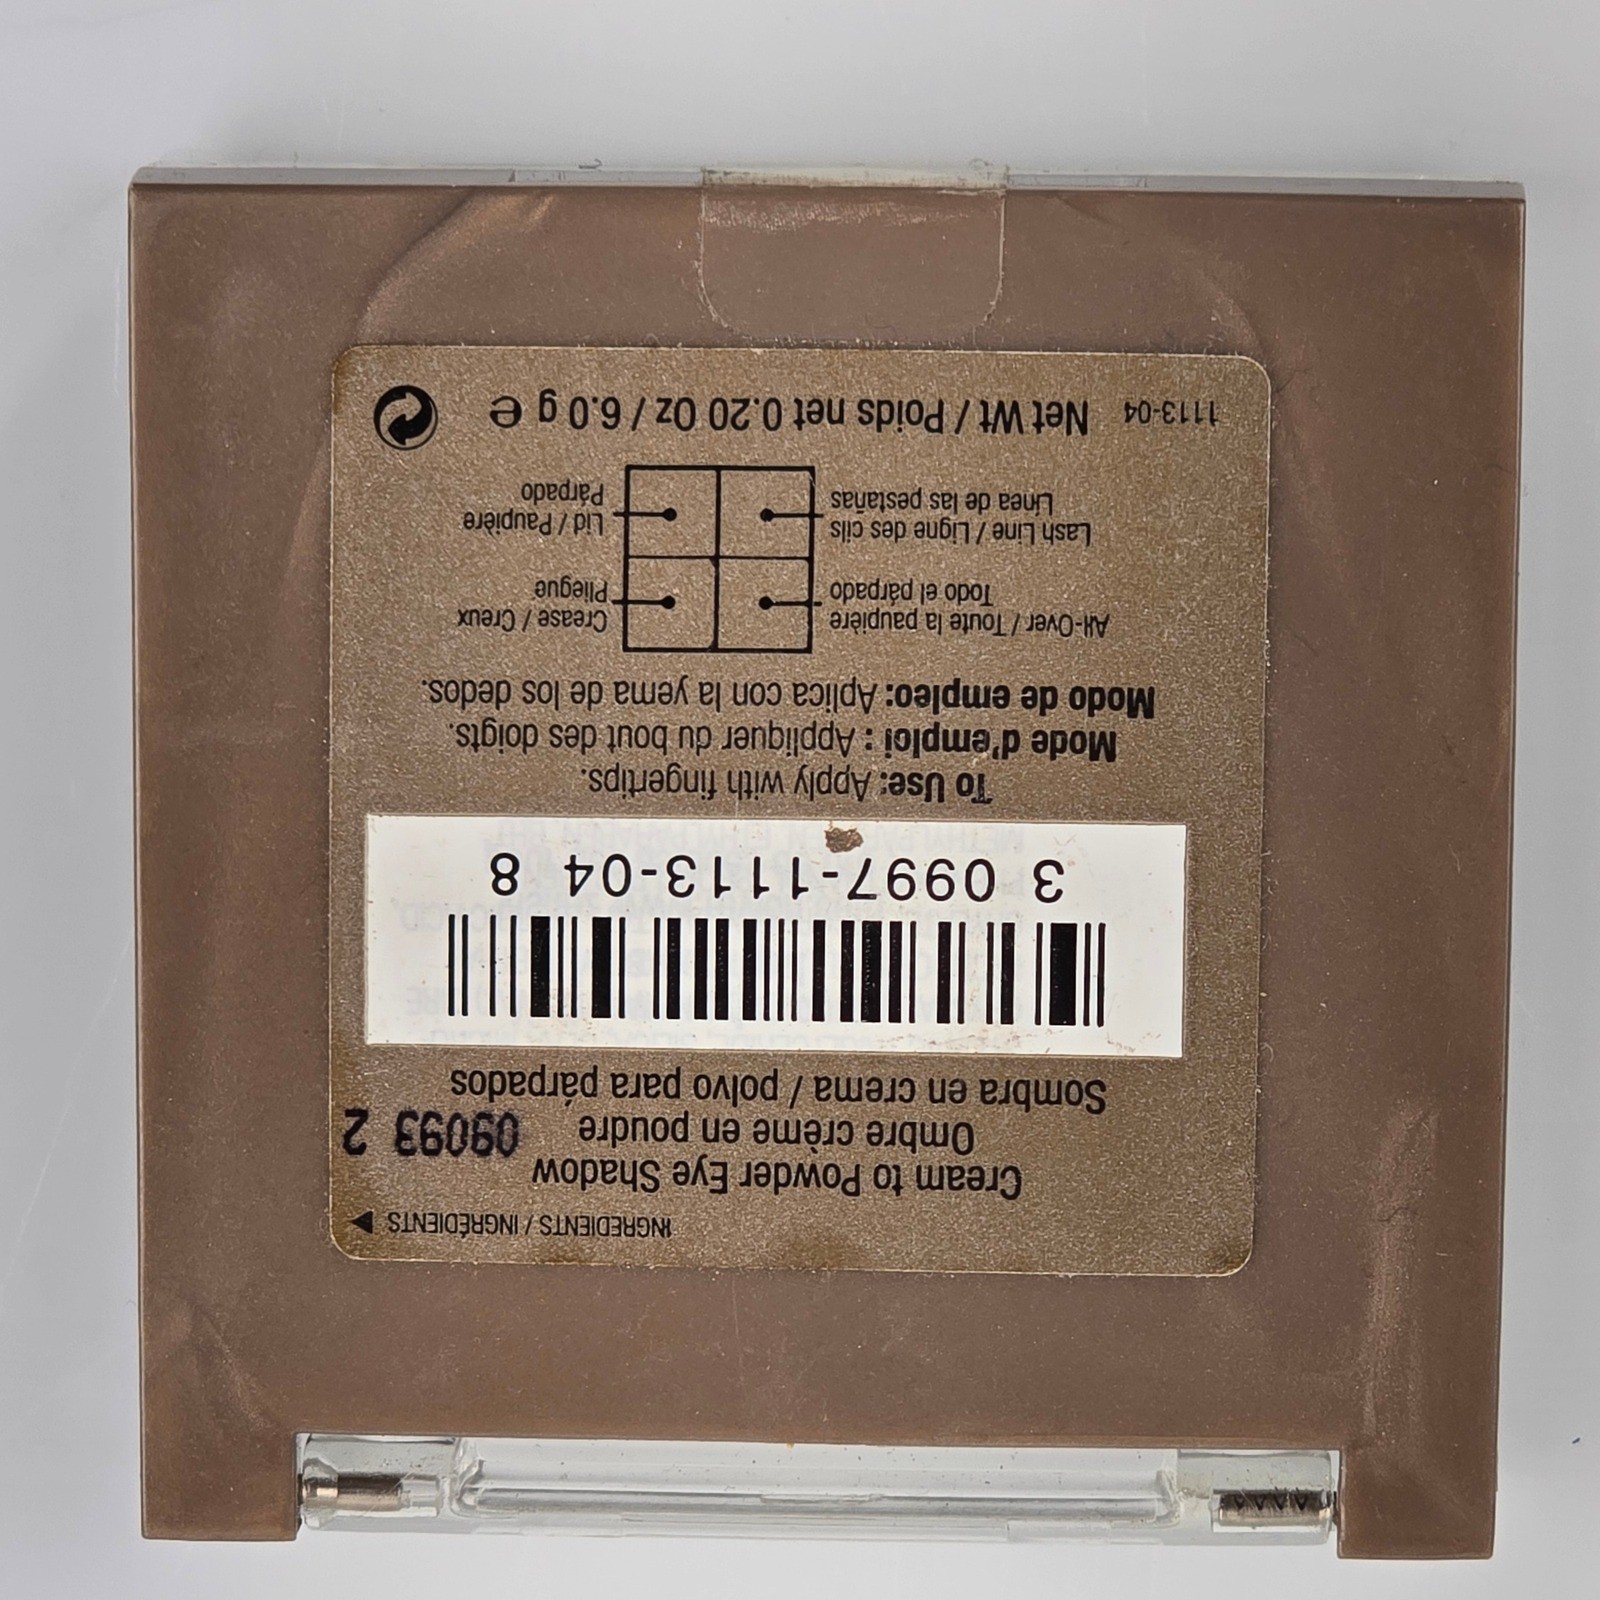 INGREDIENTS / INGRÉDIENTS
Cream to Powder Eye Shadow
Ombre crème en poudre
09093 2
Sombra en crema / polvo para párpados
3 0997-1113-04 8
To Use: Apply with fingertips.
Mode d'emploi : Appliquer du bout des doigts.
Modo de empleo: Aplica con la yema de los dedos.
All-Over / Toute la paupière
Todo el párpado
Crease / Creux
Pliegue
Lash Line / Ligne des cils
Línea de las pestañas
Lid / Paupière
Párpado
1113-04 Net Wt / Poids net 0.20 Oz / 6.0 g e